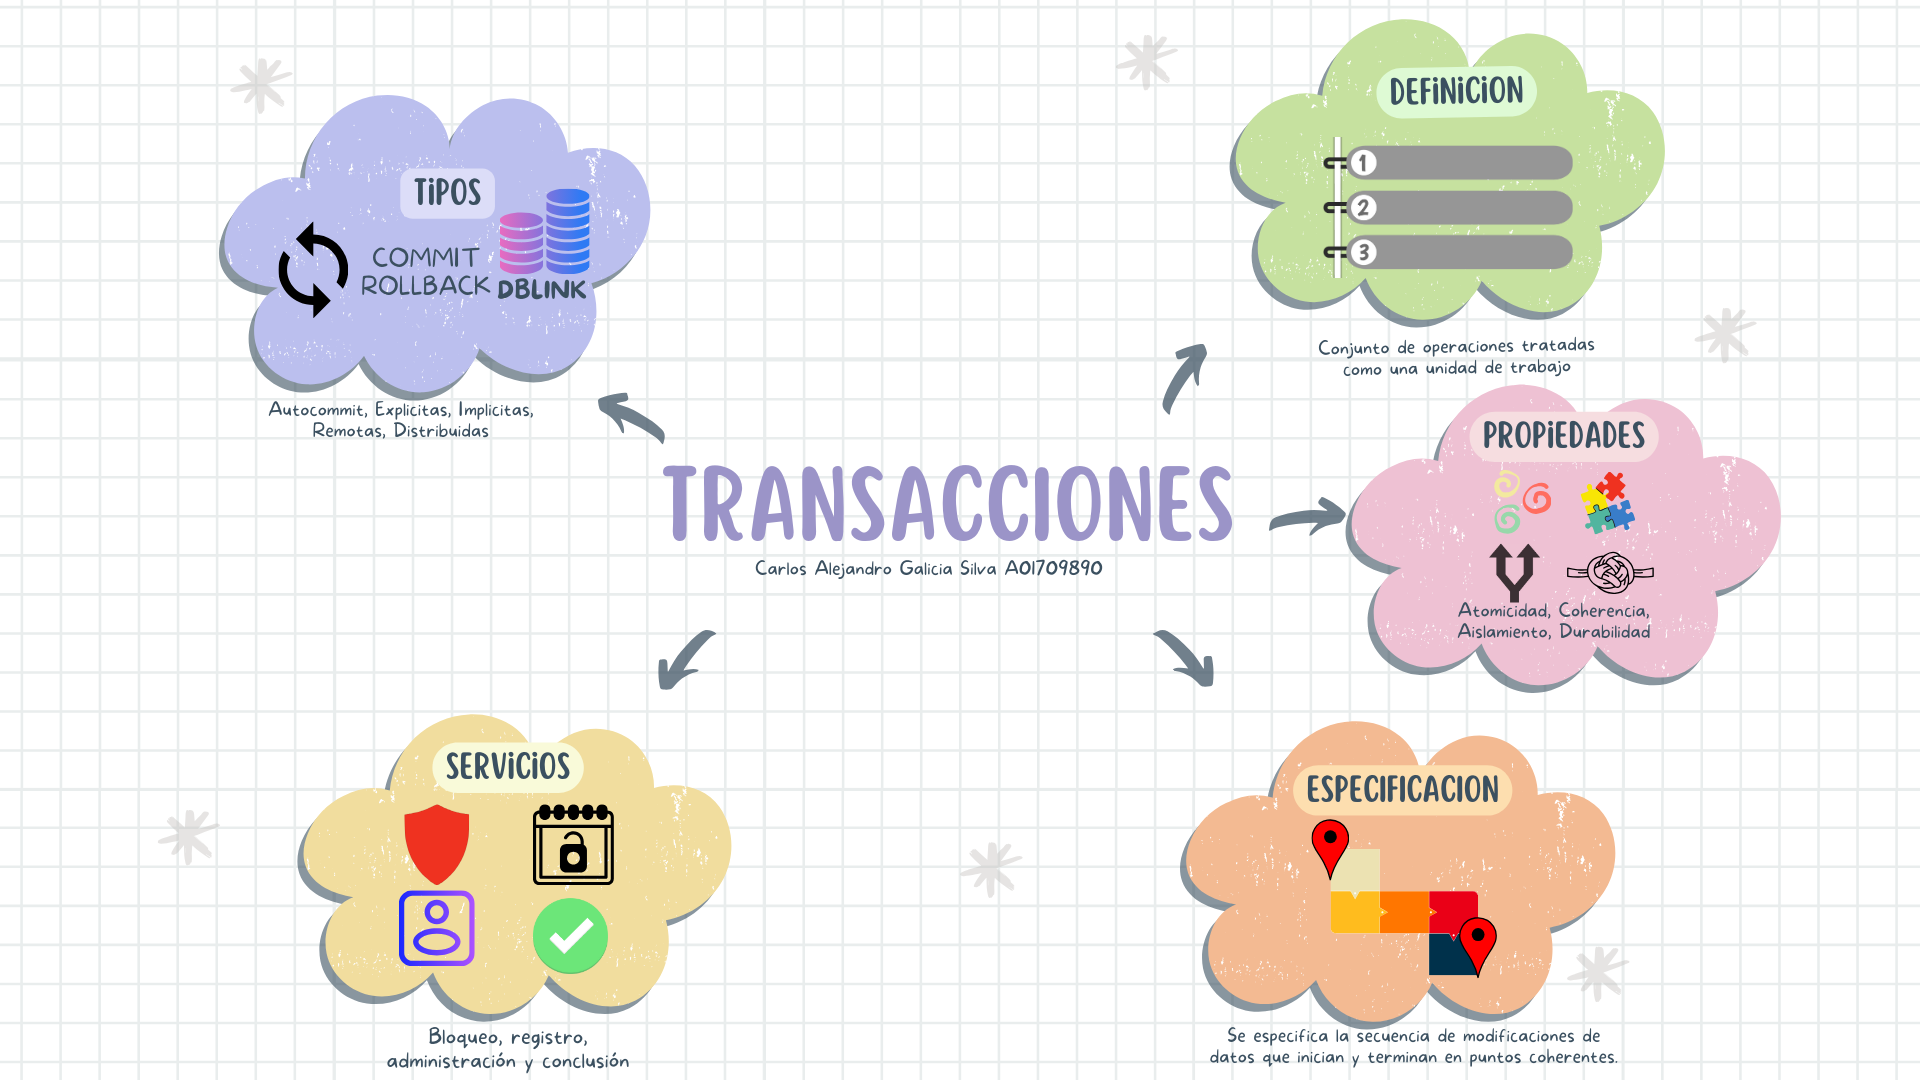 DEFiNiCiON
1
2
3
Conjunto de operaciones tratadas
como una unidad de trabajo
TiPOS
COMMIT
ROLLBACK
DBLINK
Autocommit, Explicitas, Implicitas,
Remotas, Distribuidas
TRANSACCIONES
Carlos Alejandro Galicia Silva A01709890
PROPiEDADES
Atomicidad, Coherencia,
Aislamiento, Durabilidad
SERViCiOS
Bloqueo, registro,
administración y conclusión
ESPECIFICACION
Se especifica la secuencia de modificaciones de
datos que inician y terminan en puntos coherentes.